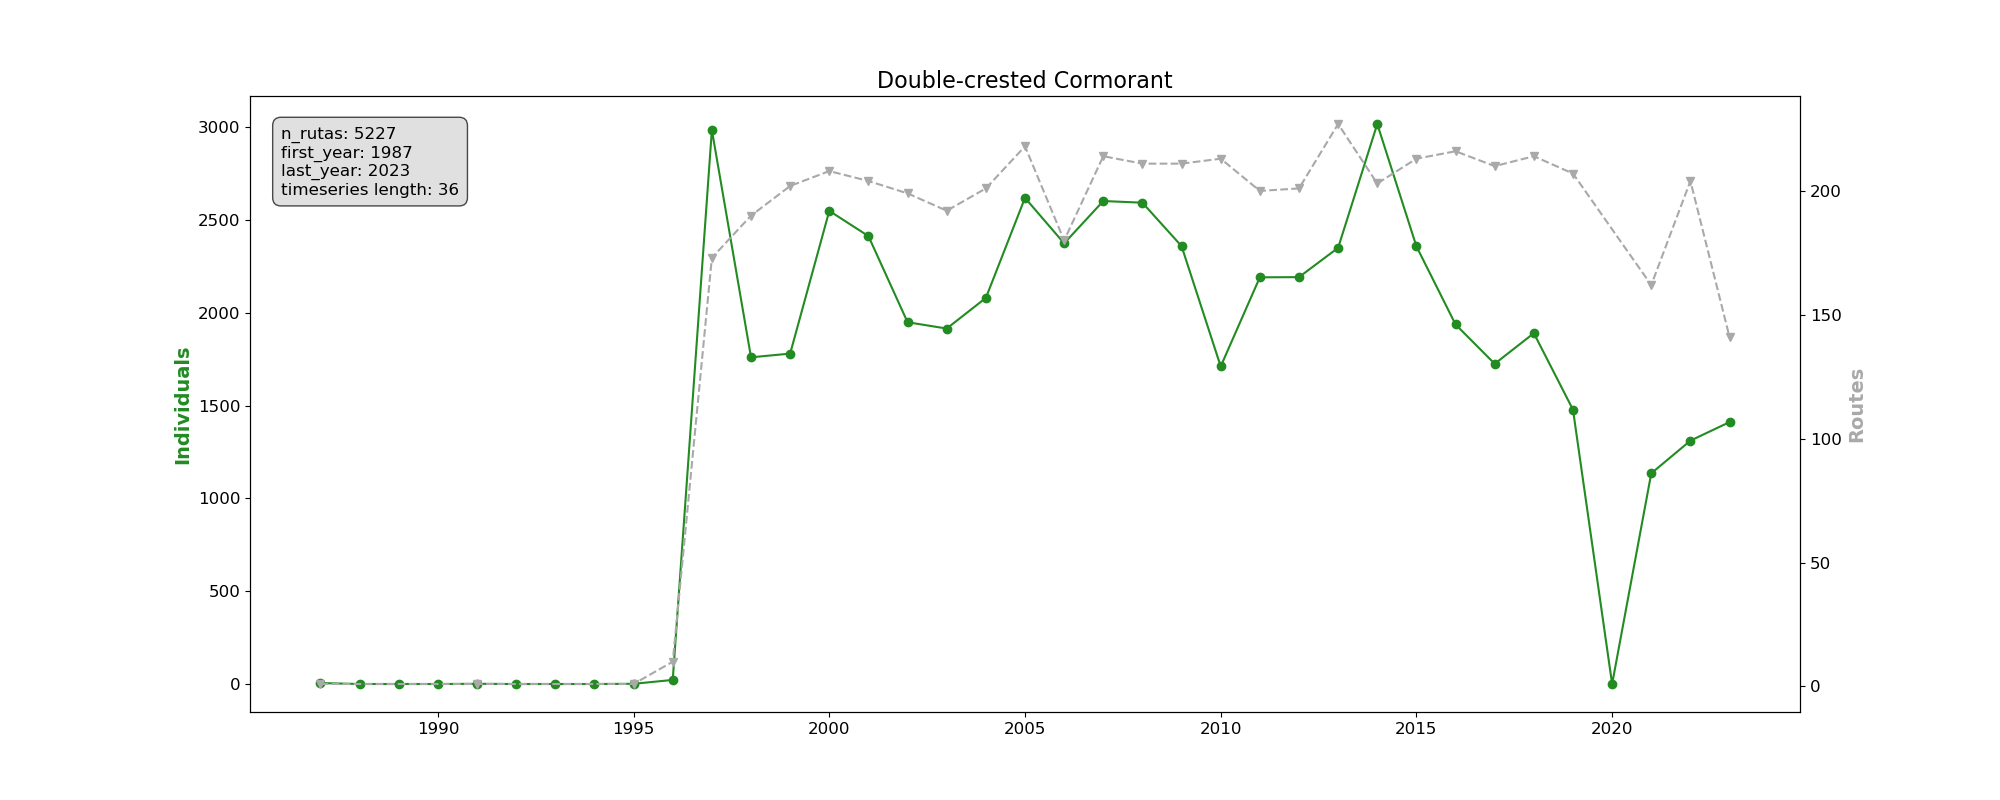 Double-crested Cormorant
n_rutas: 5227
first_year: 1987
last_year: 2023
timeseries length: 36
3000
2500
2000
1500
1000
500
0
Individuals
200
150
100
50
0
Routes
1990
1995
2000
2005
2010
2015
2020